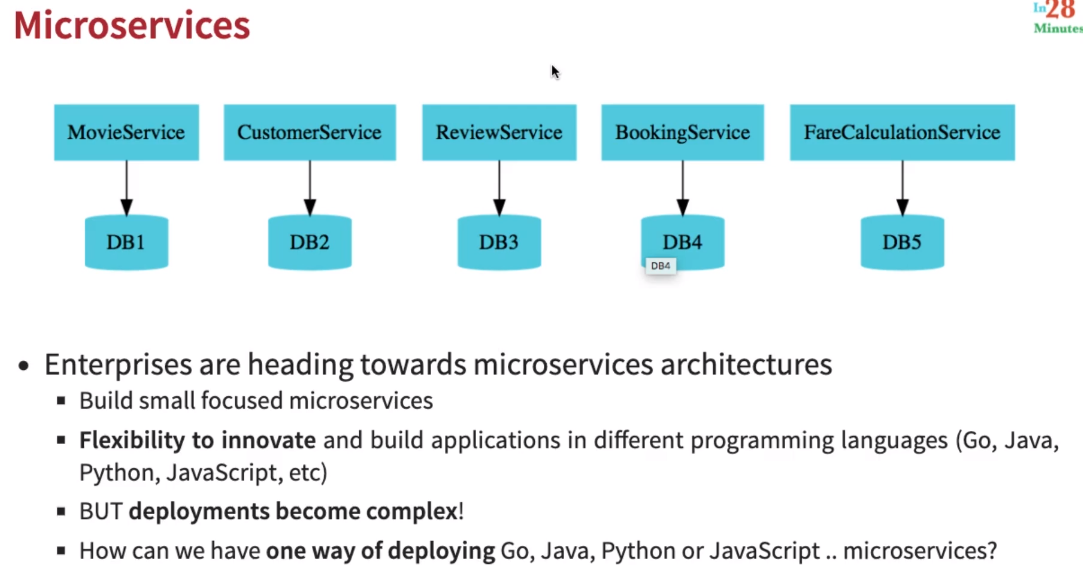 Microservices
In28
Minutes
MovieService
CustomerService
ReviewService
BookingService
FareCalculationService
DB1
DB2
DB3
DB4
DB5
DB4
• Enterprises are heading towards microservices architectures
▪ Build small focused microservices
▪ Flexibility to innovate and build applications in different programming languages (Go, Java,
Python, JavaScript, etc)
▪ BUT deployments become complex!
▪ How can we have one way of deploying Go, Java, Python or JavaScript .. microservices?